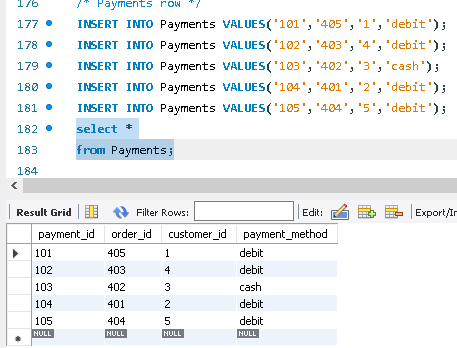 176 /* Payments row */
177 INSERT INTO Payments VALUES('101','405','1','debit');
178 INSERT INTO Payments VALUES('102','403','4','debit');
179 INSERT INTO Payments VALUES('103','402','3','cash');
180 INSERT INTO Payments VALUES('104','401','2','debit');
181 INSERT INTO Payments VALUES('105','404','5','debit');
182 select *
183 from Payments;
184
Result Grid Filter Rows: Edit: Export/In
payment_id order_id customer_id payment_method
101 405 1 debit
102 403 4 debit
103 402 3 cash
104 401 2 debit
105 404 5 debit
NULL NULL NULL NULL